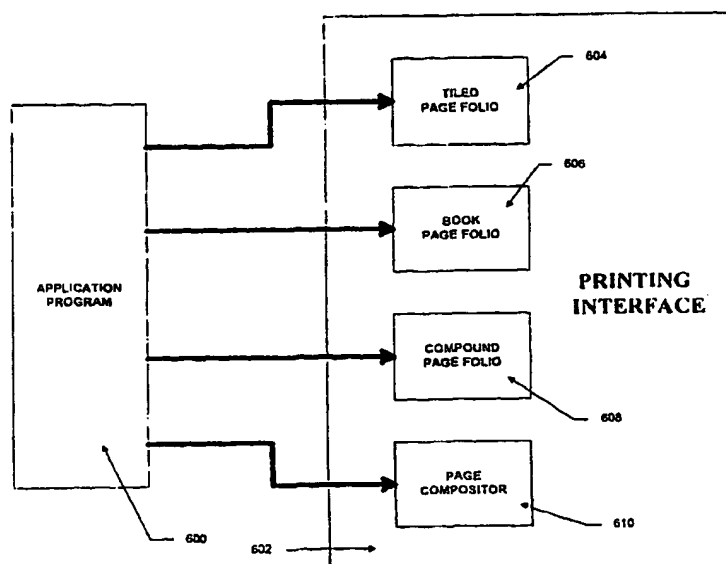 604
TILED
PAGE FOLIO
606
BOOK
PAGE FOLIO
APPLICATION
PROGRAM
PRINTING
INTERFACE
COMPOUND
PAGE FOLIO
608
PAGE
COMPOSITOR
600
602
610